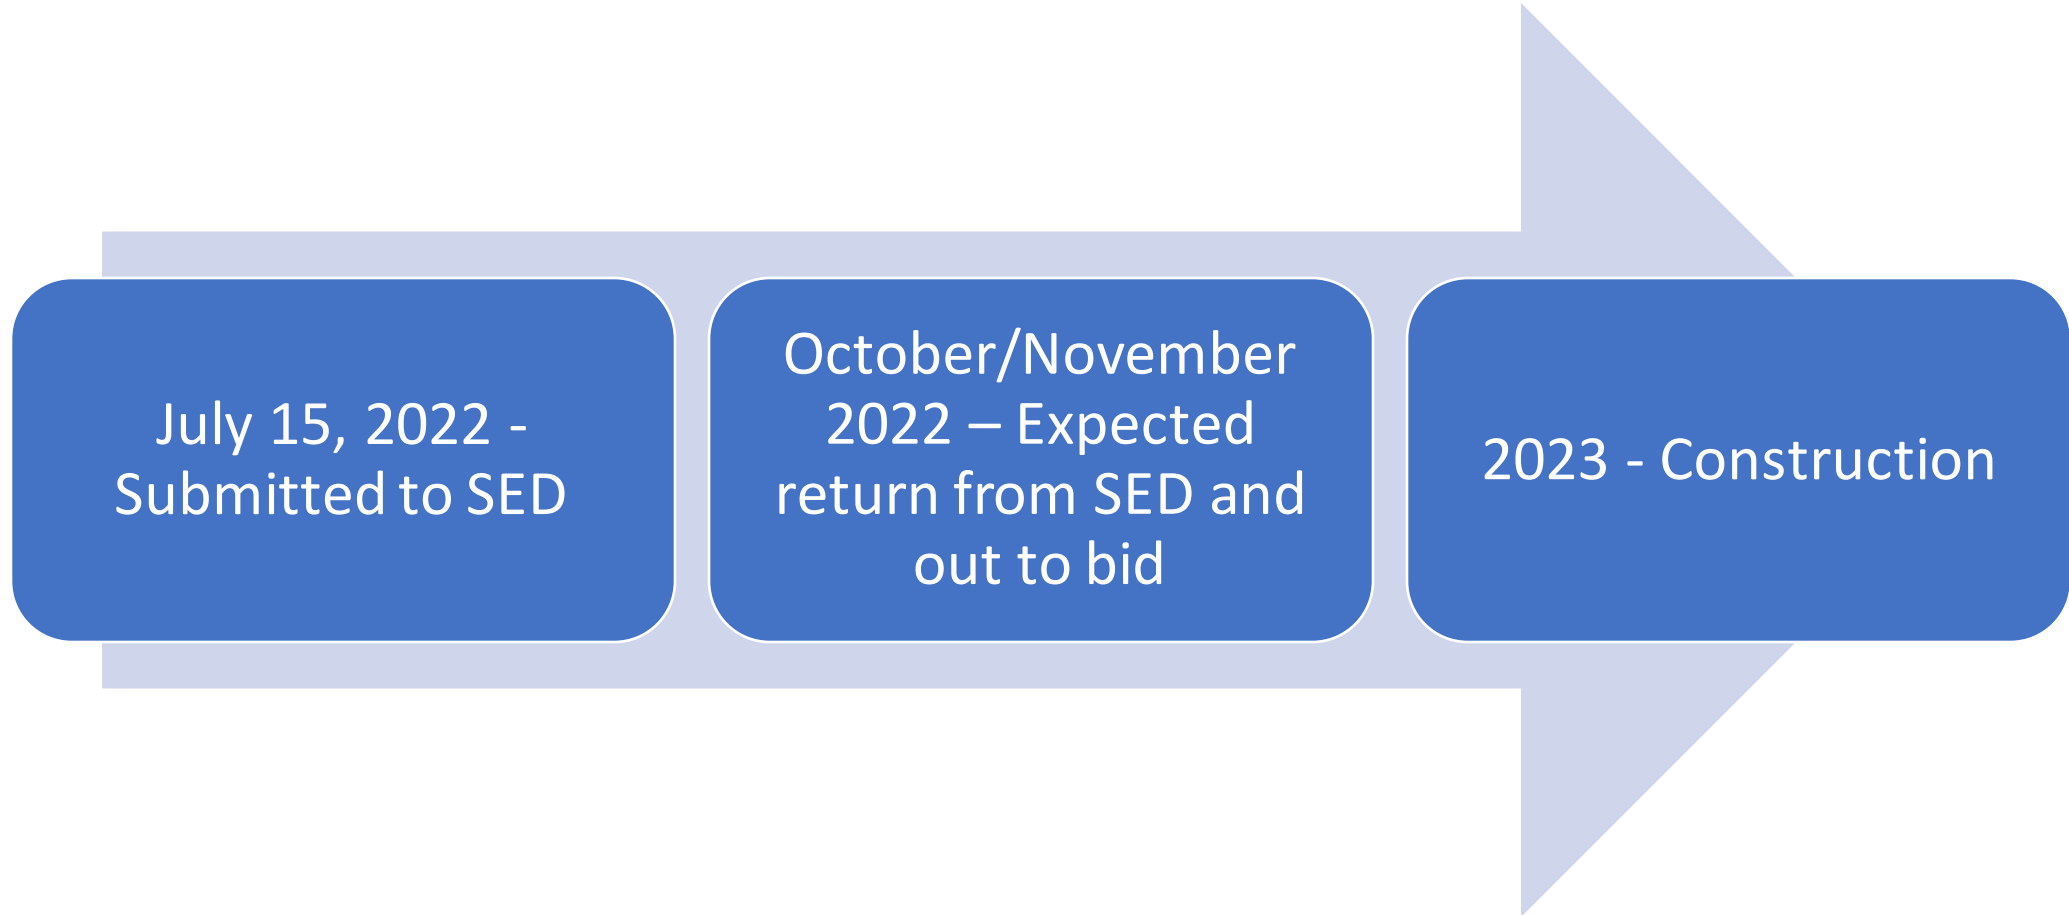 July 15, 2022 -
Submitted to SED
October/November
2022 – Expected
return from SED and
out to bid
2023 - Construction